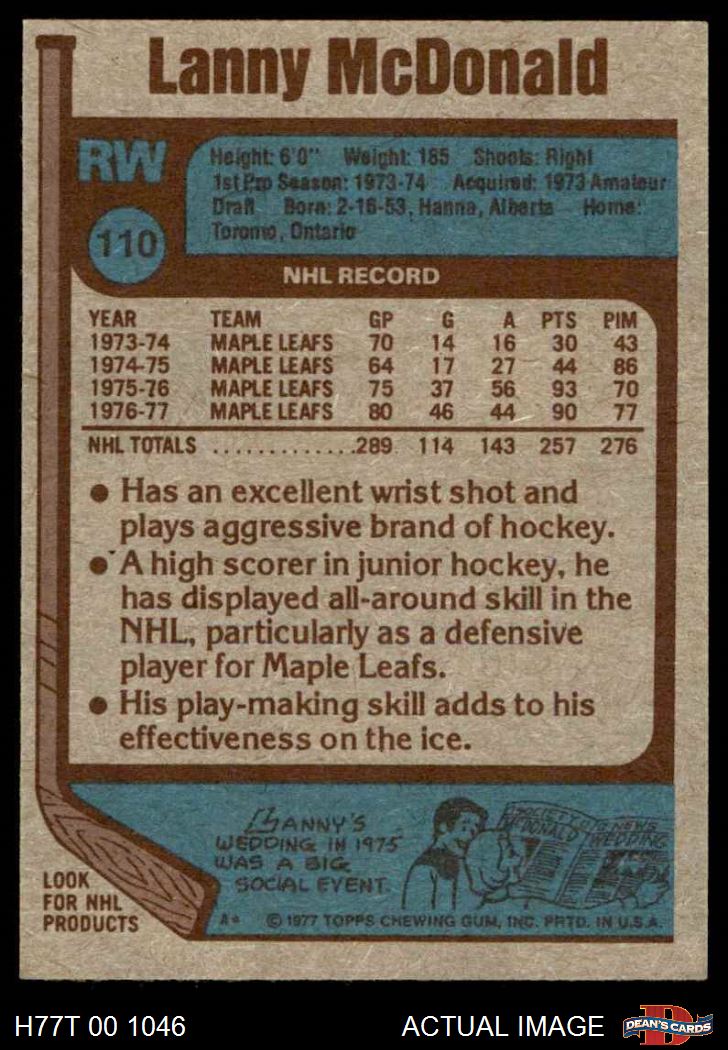 Lanny McDonald
RW
110
Height: 6'0" Weight: 185 Shoots: Right
1st Pro Season: 1973-74 Acquired: 1973 Amateur
Draft Born: 2-16-53, Hanna, Alberta Home:
Toronto, Ontario
NHL RECORD
YEAR TEAM GP G A PTS PIM
1973-74 MAPLE LEAFS 70 14 16 30 43
1974-75 MAPLE LEAFS 64 17 27 44 86
1975-76 MAPLE LEAFS 75 37 56 93 70
1976-77 MAPLE LEAFS 80 46 44 90 77
NHL TOTALS .............289 114 143 257 276
• Has an excellent wrist shot and
plays aggressive brand of hockey.
• A high scorer in junior hockey, he
has displayed all-around skill in the
NHL, particularly as a defensive
player for Maple Leafs.
• His play-making skill adds to his
effectiveness on the ice.
LANNY'S
WEDDING IN 1975
WAS A BIG
SOCIAL EVENT.
SOCIETY
McDONALD
NEWS
WEDDING
LOOK
FOR NHL
PRODUCTS
A* © 1977 TOPPS CHEWING GUM, INC. PRTD. IN U.S.A.
H77T 00 1046 ACTUAL IMAGE
DEAN'S CARDS